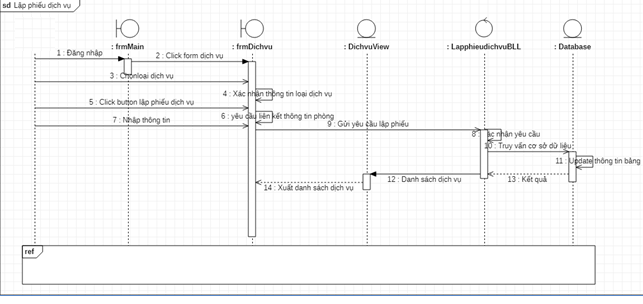 sd Lập phiếu dịch vụ
: frmMain
: frmDichvu
: DichvuView
: LapphieudichvuBLL
: Database
1 : Đăng nhập
2 : Click form dịch vụ
3 : Chọnloại dịch vụ
4 : Xác nhận thông tin loại dịch vụ
5 : Click button lập phiếu dịch vụ
6 : yêu cầu liên kết thông tin phòng
7 : Nhập thông tin
9 : Gửi yêu cầu lập phiếu
8 : Xác nhận yêu cầu
10 : Truy vấn cơ sở dữ liệu
11 : Update thông tin bảng
12 : Danh sách dịch vụ
13 : Kết quả
14 : Xuất danh sách dịch vụ
ref